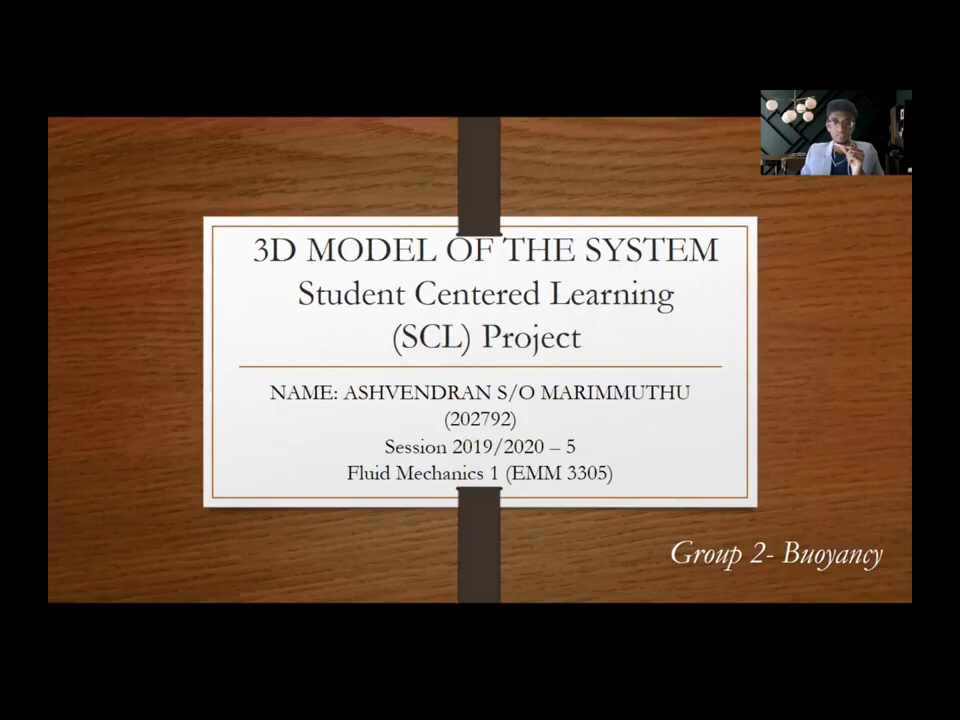 3D MODEL OF THE SYSTEM
Student Centered Learning
(SCL) Project
NAME: ASHVENDRAN S/O MARIMMUTHU
(202792)
Session 2019/2020 – 5
Fluid Mechanics 1 (EMM 3305)
Group 2- Buoyancy